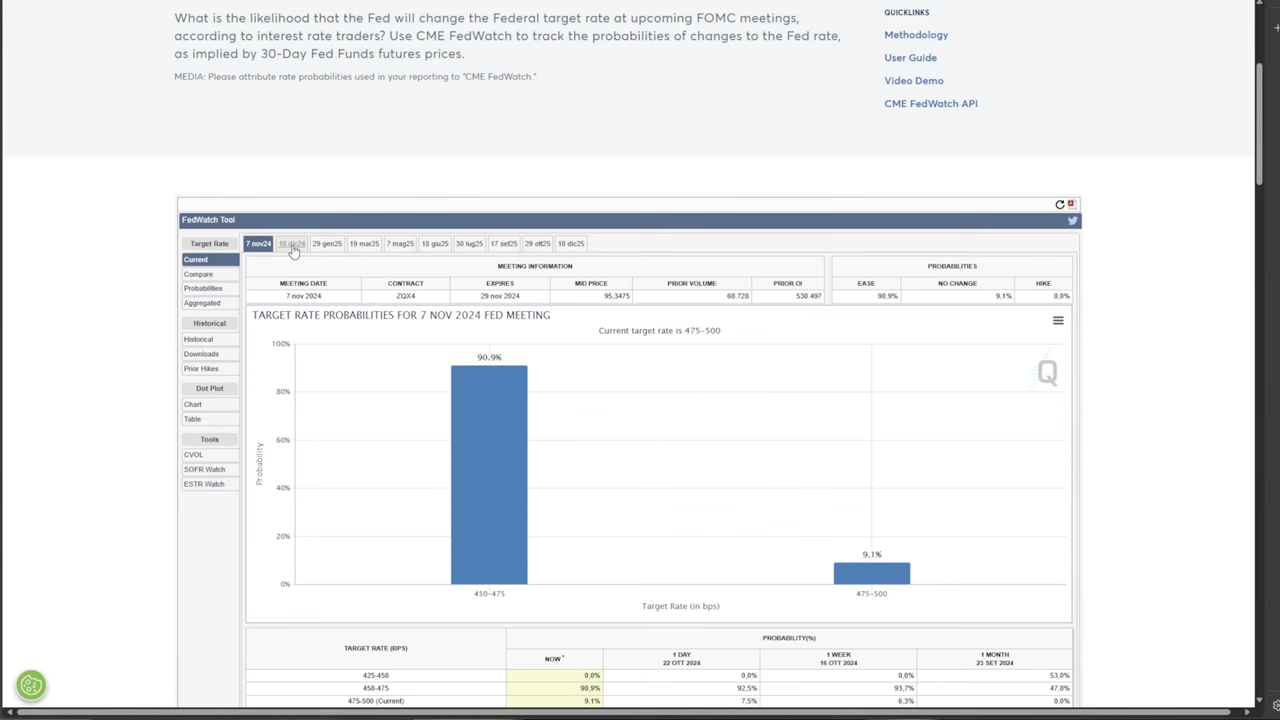 What is the likelihood that the Fed will change the Federal target rate at upcoming FOMC meetings,
according to interest rate traders? Use CME FedWatch to track the probabilities of changes to the Fed rate,
as implied by 30-Day Fed Funds futures prices.
MEDIA: Please attribute rate probabilities used in your reporting to "CME FedWatch."
QUICKLINKS
Methodology
User Guide
Video Demo
CME FedWatch API
FedWatch Tool
Target Rate
Current
Compare
Probabilities
Aggregated
Historical
Historical
Downloads
Prior Hikes
Dot Plot
Chart
Table
Tools
CVOL
SOFR Watch
ESTR Watch
7 nov24 18 dic24 29 gen25 19 mar25 7 mag25 18 giu25 30 lug25 17 set25 29 ott25 10 dic25
MEETING INFORMATION
MEETING DATE CONTRACT EXPIRES MID PRICE PRIOR VOLUME PRIOR OI
7 nov 2024 ZQX4 29 nov 2024 95,3475 60.728 530.497
PROBABILITIES
EASE NO CHANGE HIKE
90,9% 9,1% 0,0%
TARGET RATE PROBABILITIES FOR 7 NOV 2024 FED MEETING
Current target rate is 475-500
Probability
100%
80%
60%
40%
20%
0%
90.9%
9.1%
450-475 475-500
Target Rate (in bps)
Q
TARGET RATE (BPS) PROBABILITY(%)
NOW * 1 DAY 22 OTT 2024 1 WEEK 16 OTT 2024 1 MONTH 23 SET 2024
425-450 0,0% 0,0% 0,0% 53,0%
450-475 90,9% 92,5% 93,7% 47,0%
475-500 (Current) 9,1% 7,5% 6,3% 0,0%